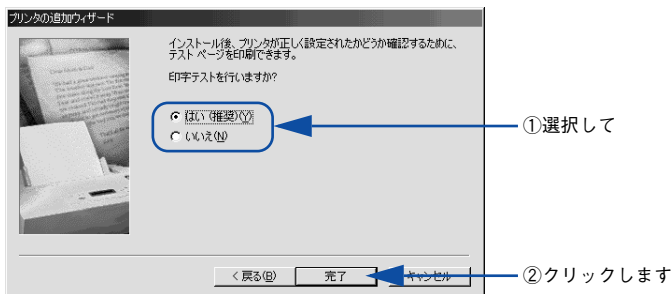 プリンタの追加ウィザード
インストール後、プリンタが正しく設定されたかどうか確認するために、
テスト ページを印刷できます。
印字テストを行いますか?
はい (推奨)(Y)
いいえ(N)
①選択して
< 戻る(B)
完了
キャンセル
②クリックします